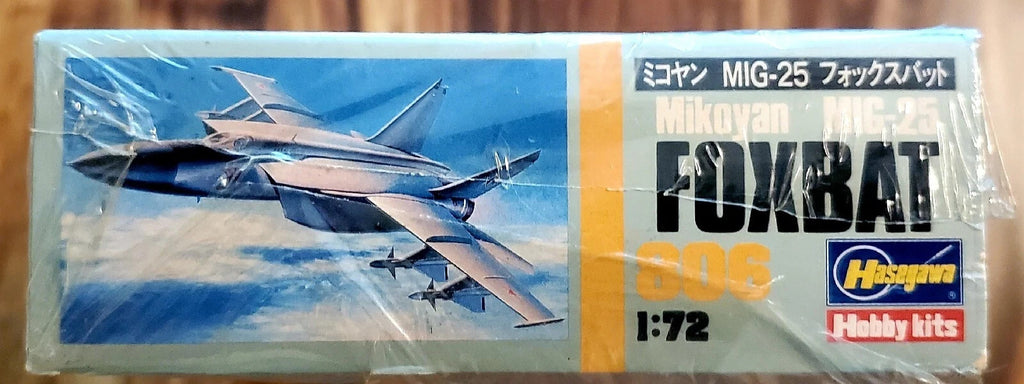 ミコヤン MIG-25 フォックスバット
Mikoyan MIG-25
FOXBAT
806
1:72
Hasegawa
Hobby kits